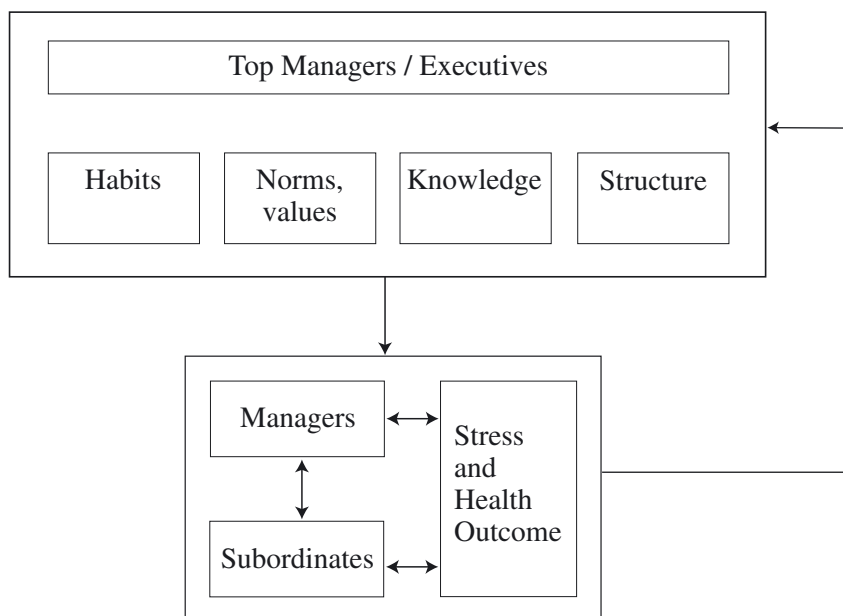 Top Managers / Executives
Habits
Norms,
values
Knowledge
Structure
Managers
Subordinates
Stress
and
Health
Outcome